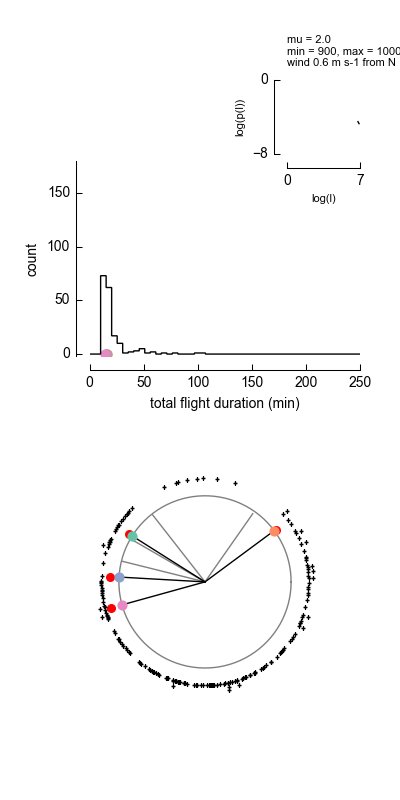 mu = 2.0
min = 900, max = 1000
wind 0.6 m s-1 from N
0
−8
log(p(l))
0 7
log(l)
150
100
50
0
count
0 50 100 150 200 250
total flight duration (min)